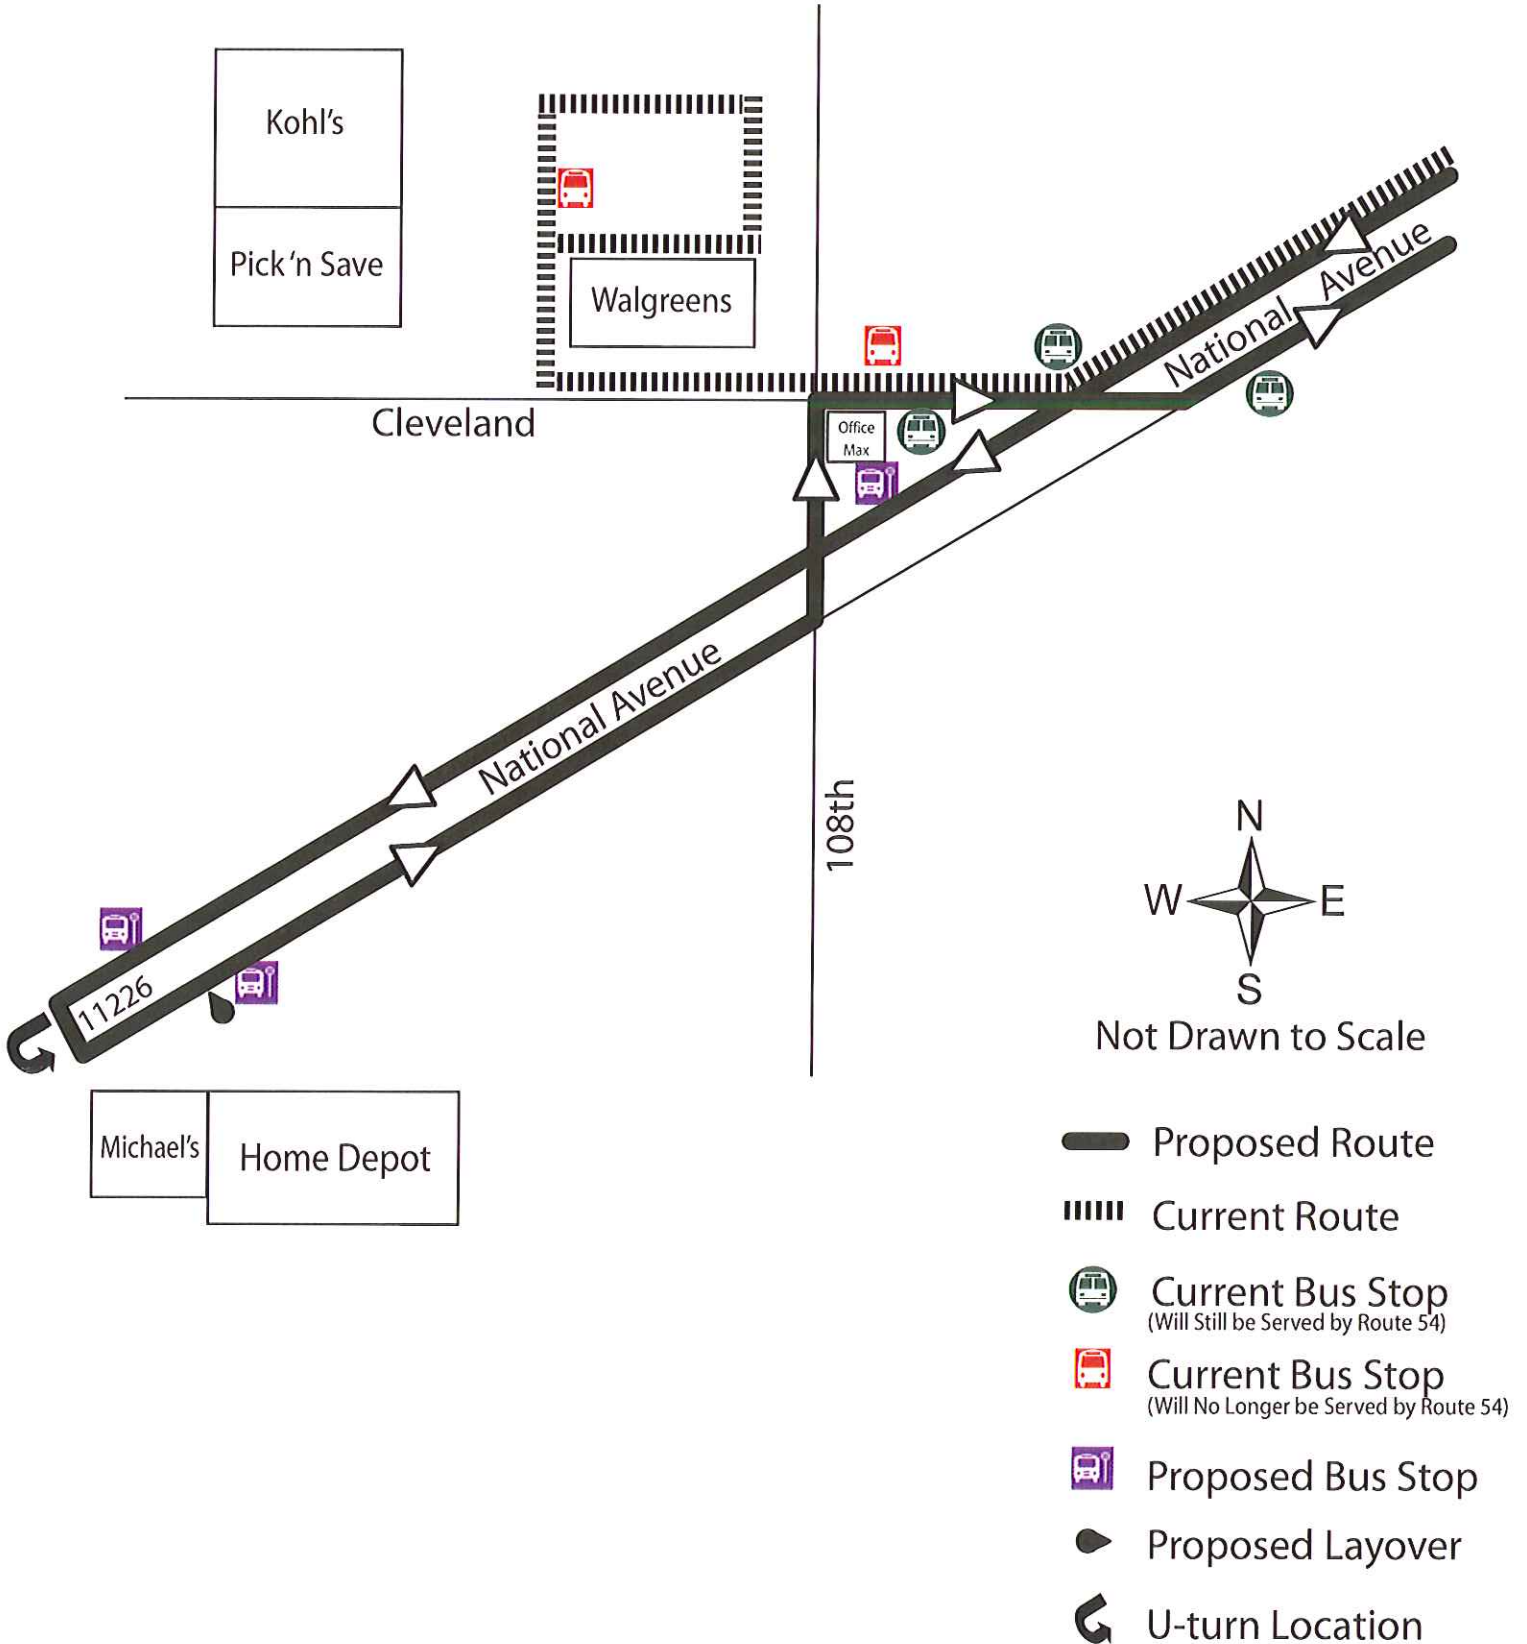 Kohl's
Pick 'n Save
Walgreens
National Avenue
Cleveland
Office
Max
National Avenue
108th
11226
Michael's
Home Depot
N
W
E
S
Not Drawn to Scale
Proposed Route
Current Route
Current Bus Stop
(Will Still be Served by Route 54)
Current Bus Stop
(Will No Longer be Served by Route 54)
Proposed Bus Stop
Proposed Layover
U-turn Location